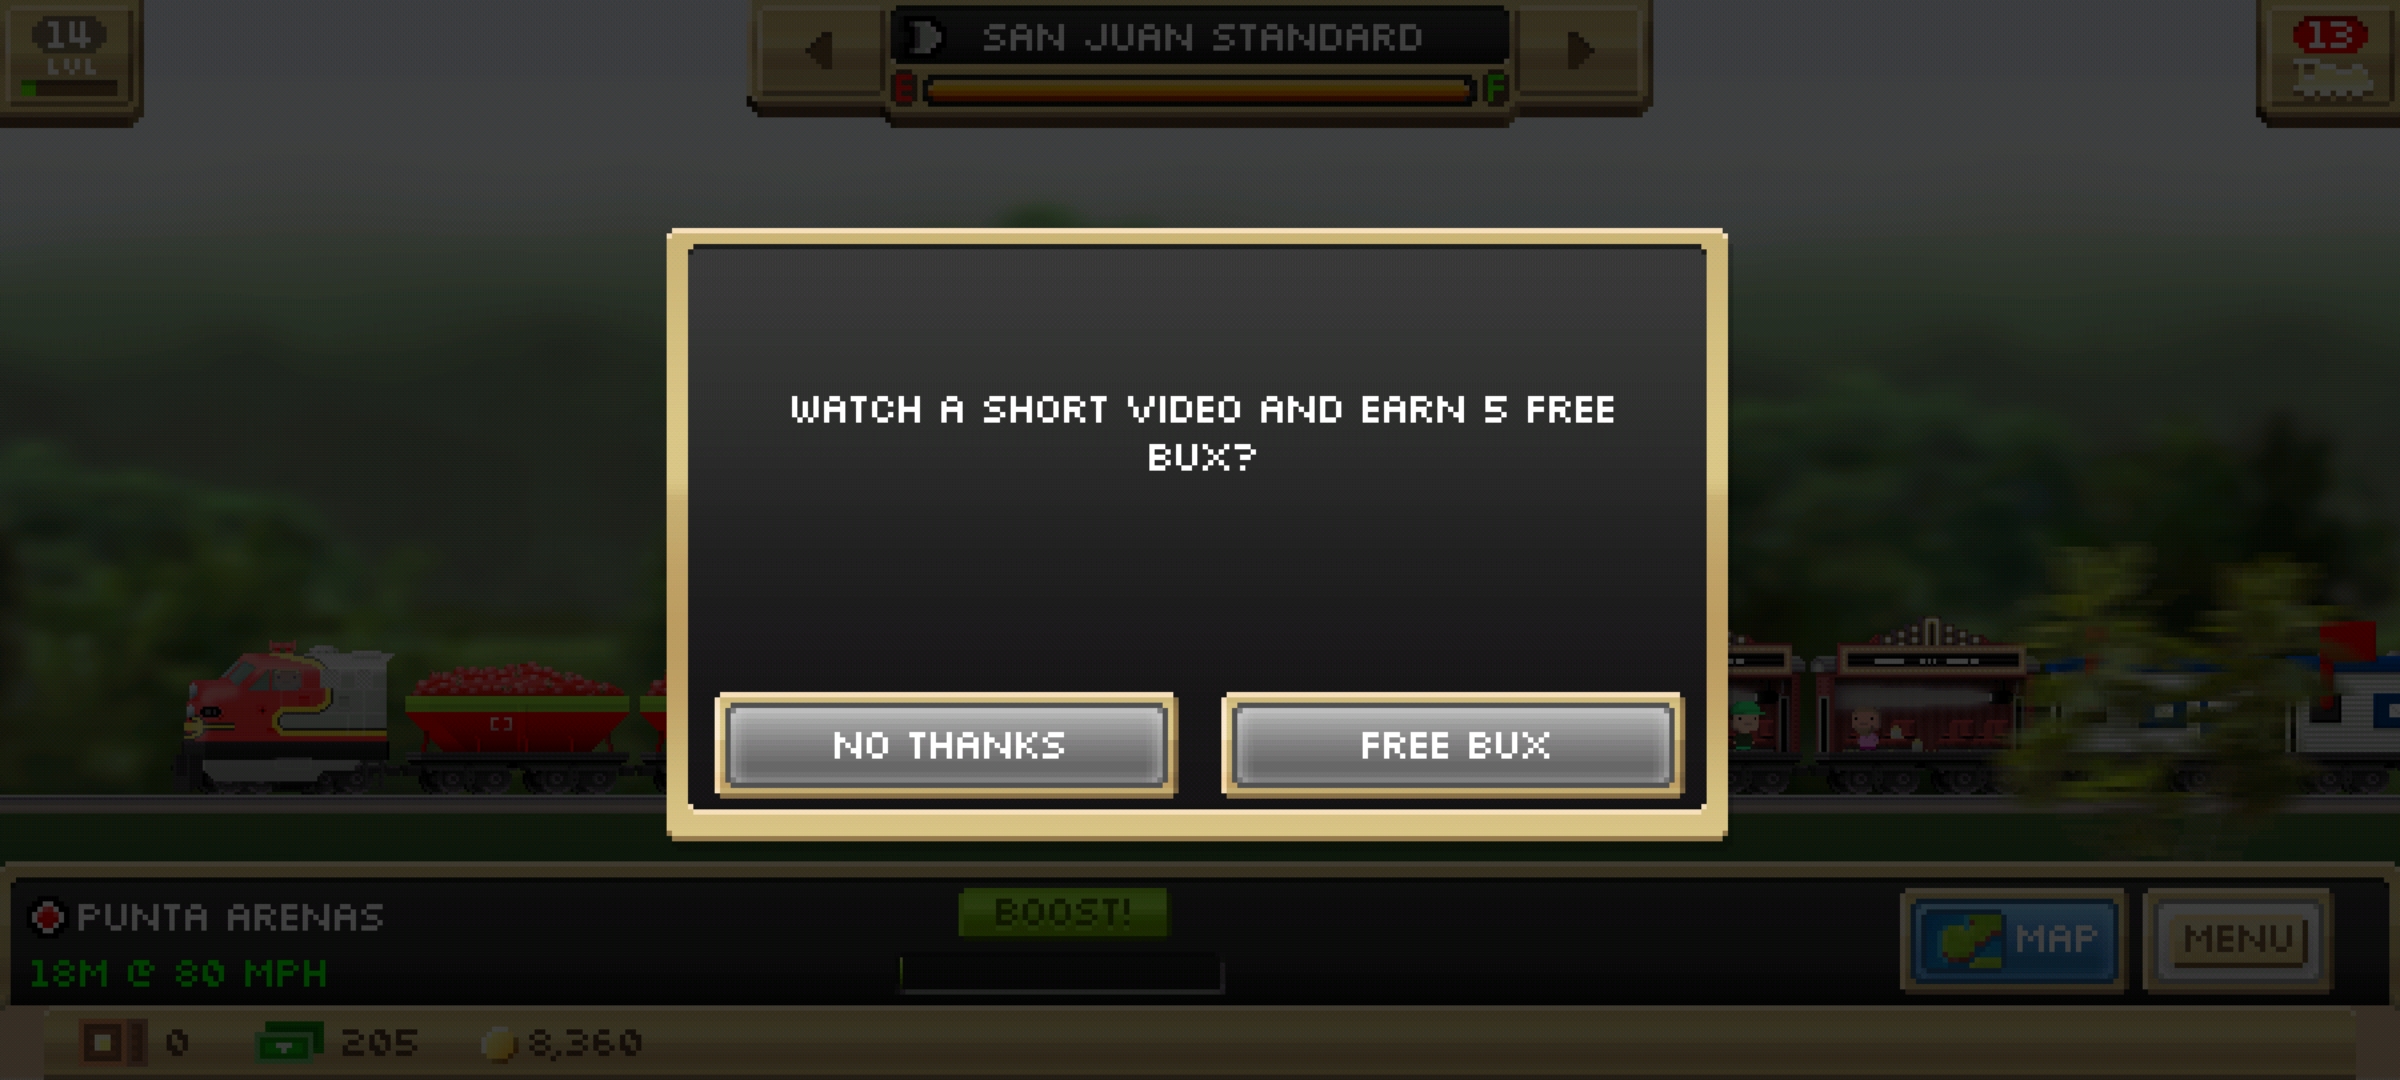 14
LVL
SAN JUAN STANDARD
E F
13
WATCH A SHORT VIDEO AND EARN 5 FREE
BUX?
NO THANKS
FREE BUX
PUNTA ARENAS
18M @ 80 MPH
BOOST!
MAP
MENU
0
205
8,360